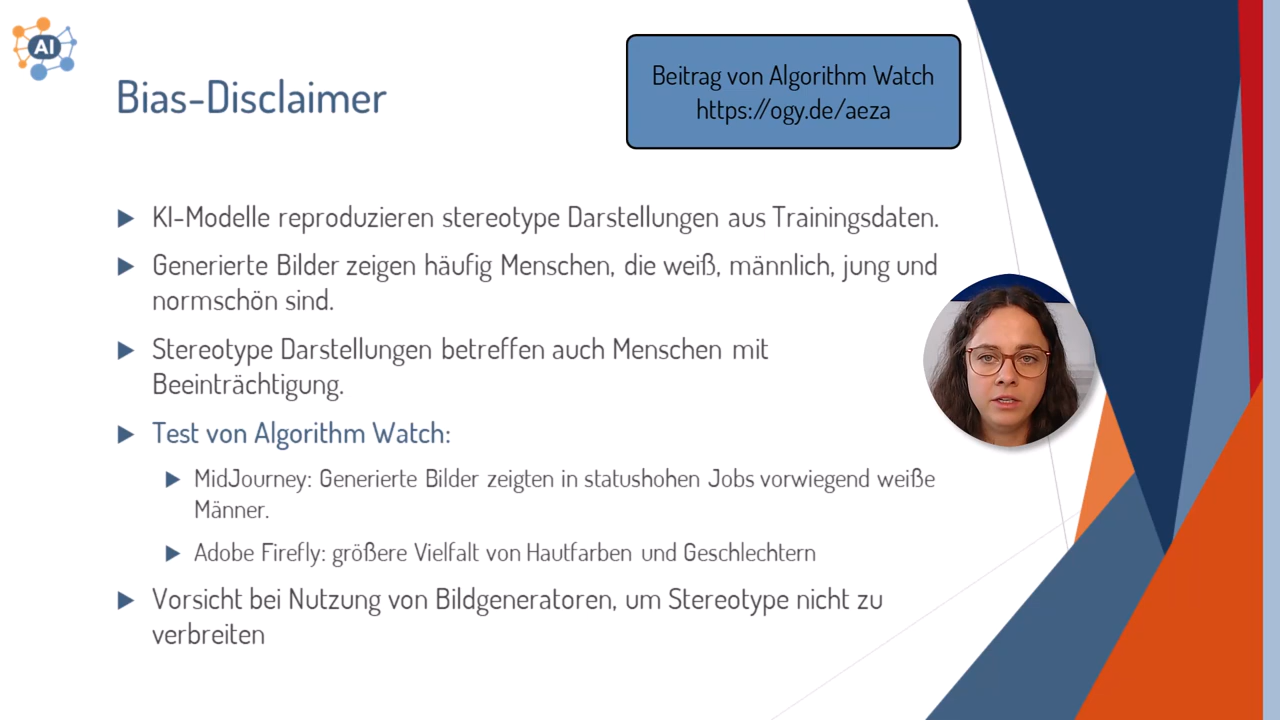 AI
Bias-Disclaimer
Beitrag von Algorithm Watch
https://ogy.de/aeza
KI-Modelle reproduzieren stereotype Darstellungen aus Trainingsdaten.
Generierte Bilder zeigen häufig Menschen, die weiß, männlich, jung und
normschön sind.
Stereotype Darstellungen betreffen auch Menschen mit
Beeinträchtigung.
Test von Algorithm Watch:
MidJourney: Generierte Bilder zeigten in statushohen Jobs vorwiegend weiße
Männer.
Adobe Firefly: größere Vielfalt von Hautfarben und Geschlechtern
Vorsicht bei Nutzung von Bildgeneratoren, um Stereotype nicht zu
verbreiten